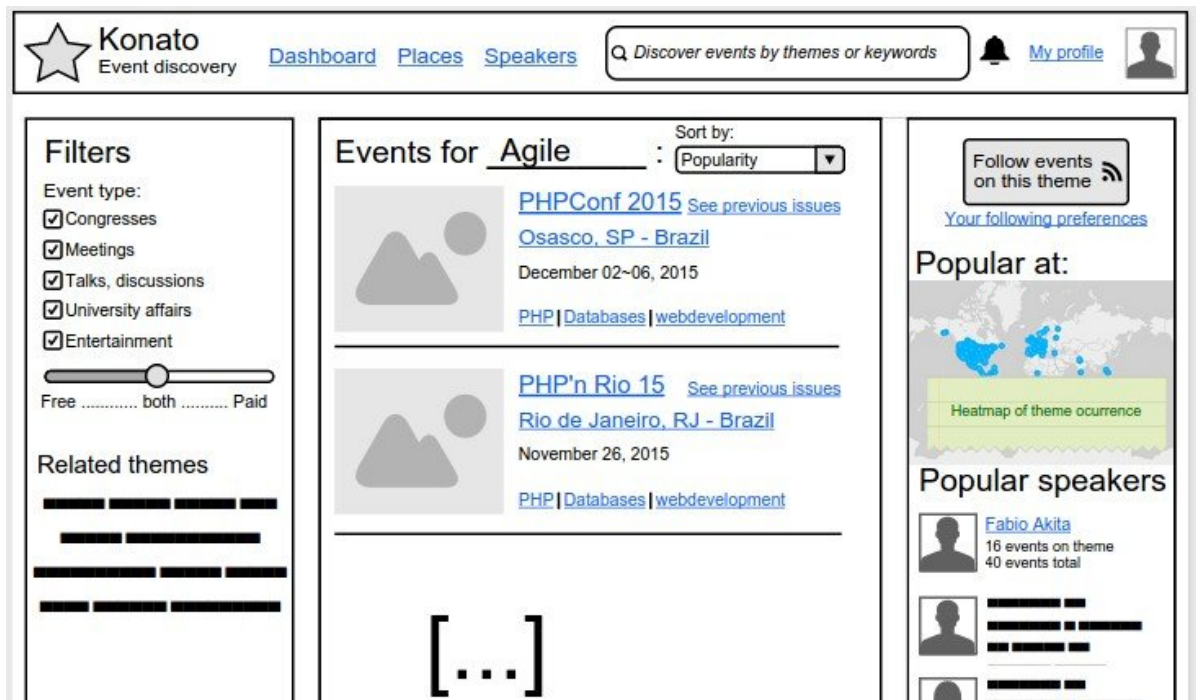 Konato
Event discovery
Dashboard Places Speakers
Discover events by themes or keywords
My profile
Filters
Event type:
Congresses
Meetings
Talks, discussions
University affairs
Entertainment
Free ............ both .......... Paid
Related themes
Events for _Agile_____ :
Sort by:
Popularity
PHPConf 2015 See previous issues
Osasco, SP - Brazil
December 02~06, 2015
PHP|Databases|webdevelopment
PHP'n Rio 15 See previous issues
Rio de Janeiro, RJ - Brazil
November 26, 2015
PHP|Databases|webdevelopment
[...]
Follow events
on this theme
Your following preferences
Popular at:
Heatmap of theme ocurrence
Popular speakers
Fabio Akita
16 events on theme
40 events total